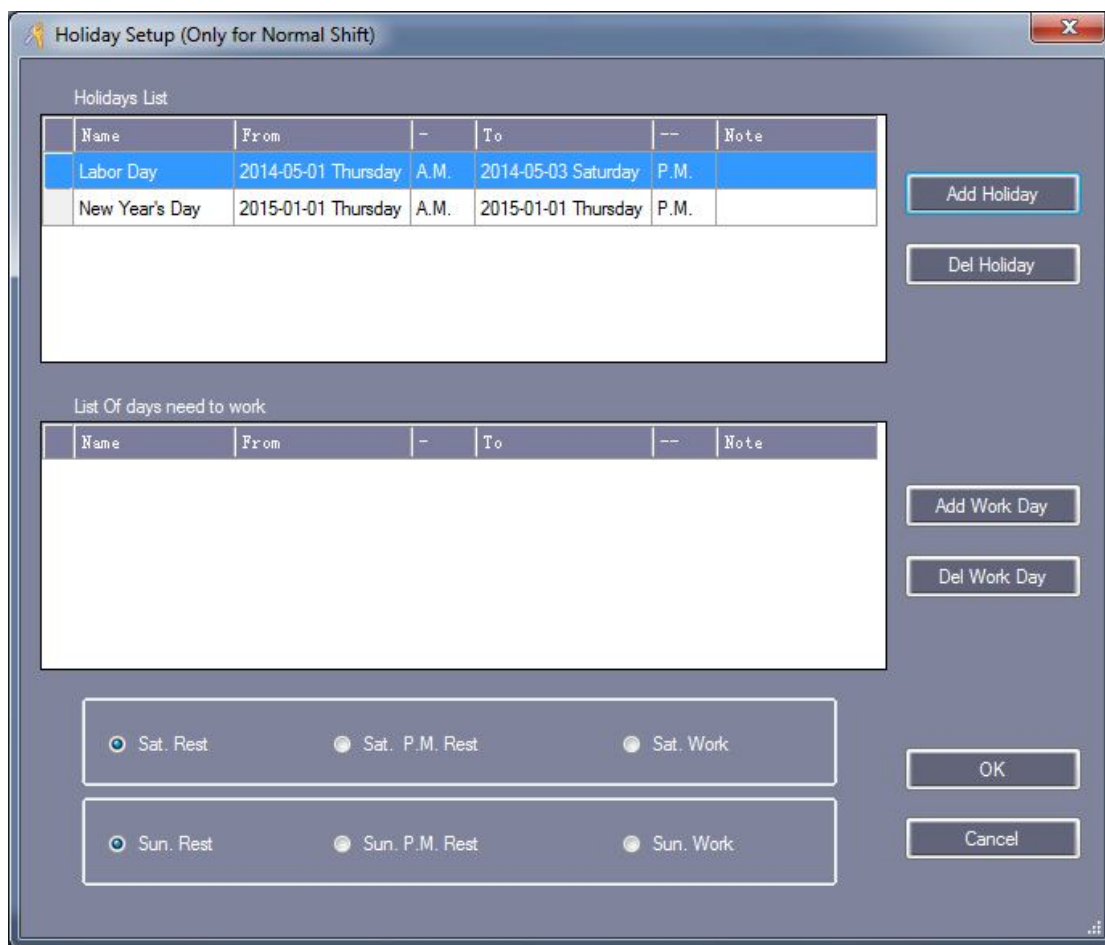 Holiday Setup (Only for Normal Shift)
Holidays List
Name From - To -- Note
Labor Day 2014-05-01 Thursday A.M. 2014-05-03 Saturday P.M.
New Year's Day 2015-01-01 Thursday A.M. 2015-01-01 Thursday P.M.
Add Holiday
Del Holiday
List Of days need to work
Name From - To -- Note
Add Work Day
Del Work Day
Sat. Rest Sat. P.M. Rest Sat. Work
OK
Sun. Rest Sun. P.M. Rest Sun. Work
Cancel